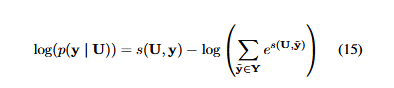 log(p(y | U)) = s(U, y) − log ( ∑_{ỹ∈Y} e^{s(U,ỹ)} ) (15)